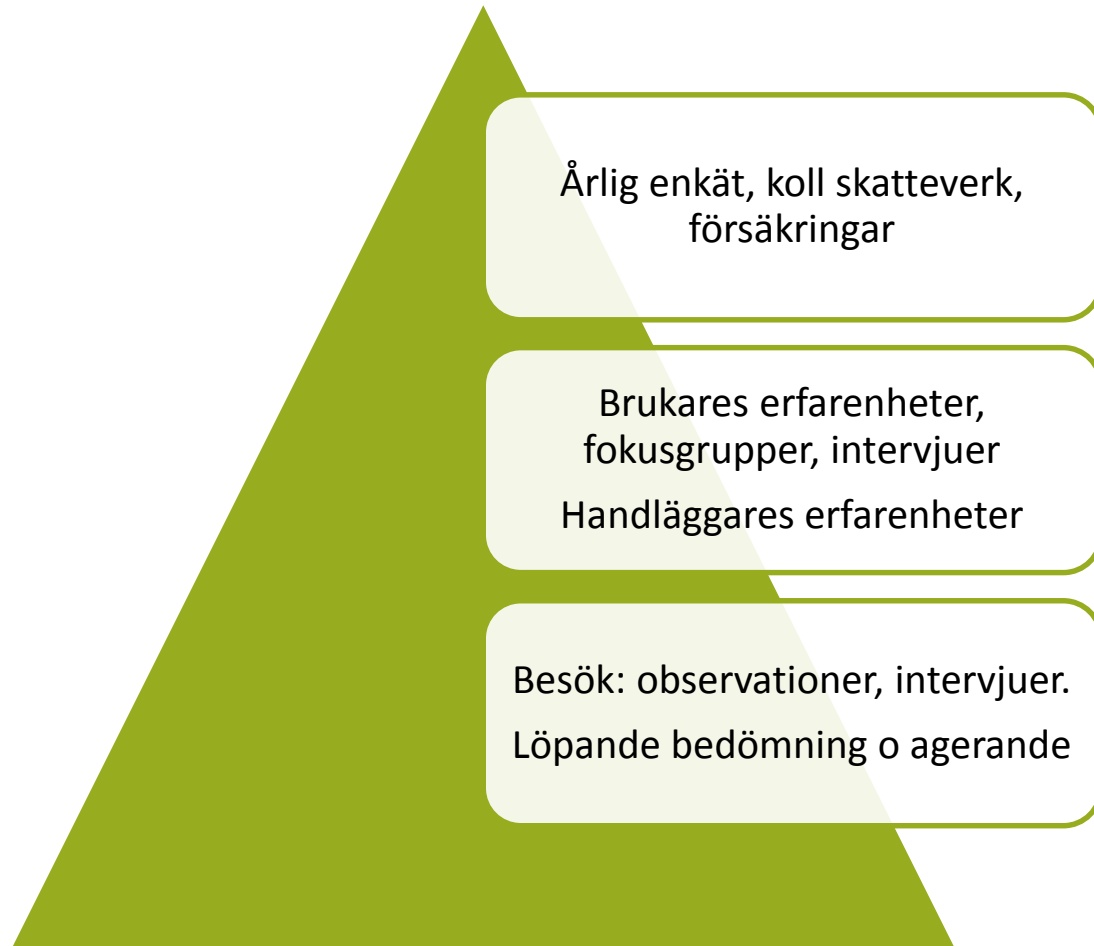 Årlig enkät, koll skatteverk,
försäkringar
Brukares erfarenheter,
fokusgrupper, intervjuer
Handläggares erfarenheter
Besök: observationer, intervjuer.
Löpande bedömning o agerande